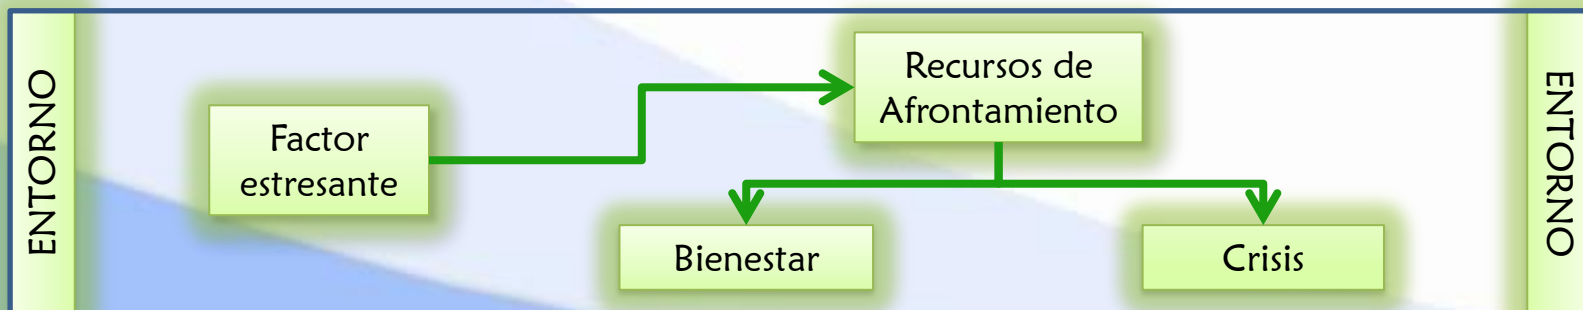 ENTORNO
Factor
estresante
Recursos de
Afrontamiento
Bienestar
Crisis
ENTORNO